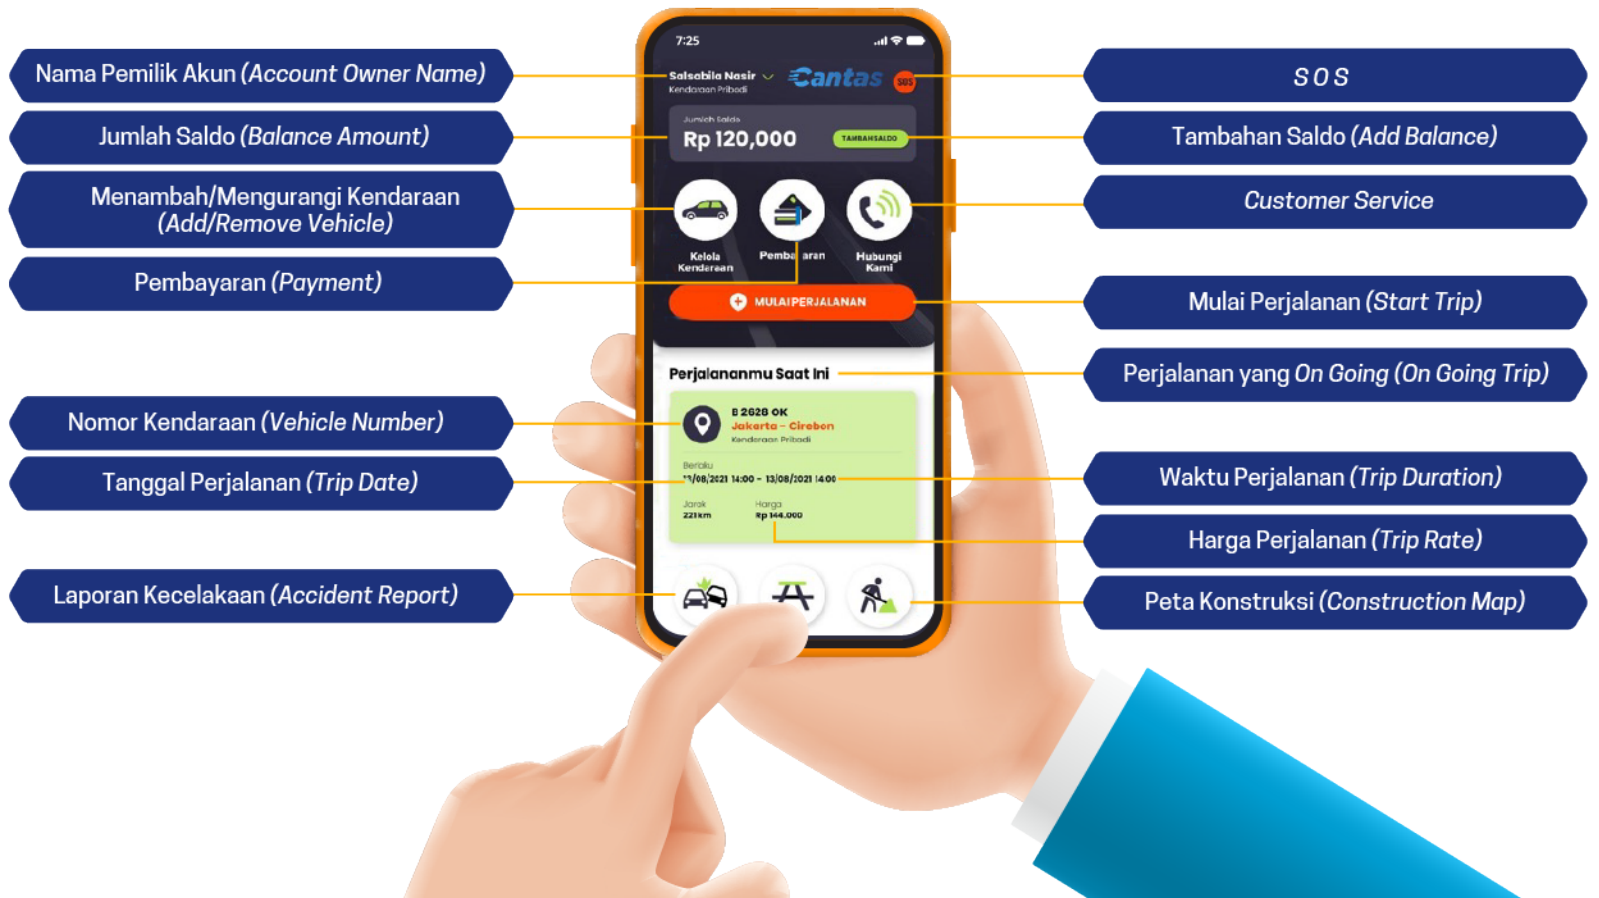 Nama Pemilik Akun (Account Owner Name)
Jumlah Saldo (Balance Amount)
Menambah/Mengurangi Kendaraan
(Add/Remove Vehicle)
Pembayaran (Payment)
Nomor Kendaraan (Vehicle Number)
Tanggal Perjalanan (Trip Date)
Laporan Kecelakaan (Accident Report)
7:25
Salsabila Nasir
Kendaraan Pribadi
Cantas
SOS
Jumlah Saldo
Rp 120,000
TAMBAH SALDO
Kelola
Kendaraan
Hubungi
Kami
MULAI PERJALANAN
Perjalananmu Saat Ini
B 2628 OK
Jakarta - Cirebon
Kendaraan Pribadi
Berlaku
14:00 - 13/08/2021 14:00
Jarak
221 km
Harga
Rp 144.000
S O S
Tambahan Saldo (Add Balance)
Customer Service
Mulai Perjalanan (Start Trip)
Perjalanan yang On Going (On Going Trip)
Waktu Perjalanan (Trip Duration)
Harga Perjalanan (Trip Rate)
Peta Konstruksi (Construction Map)